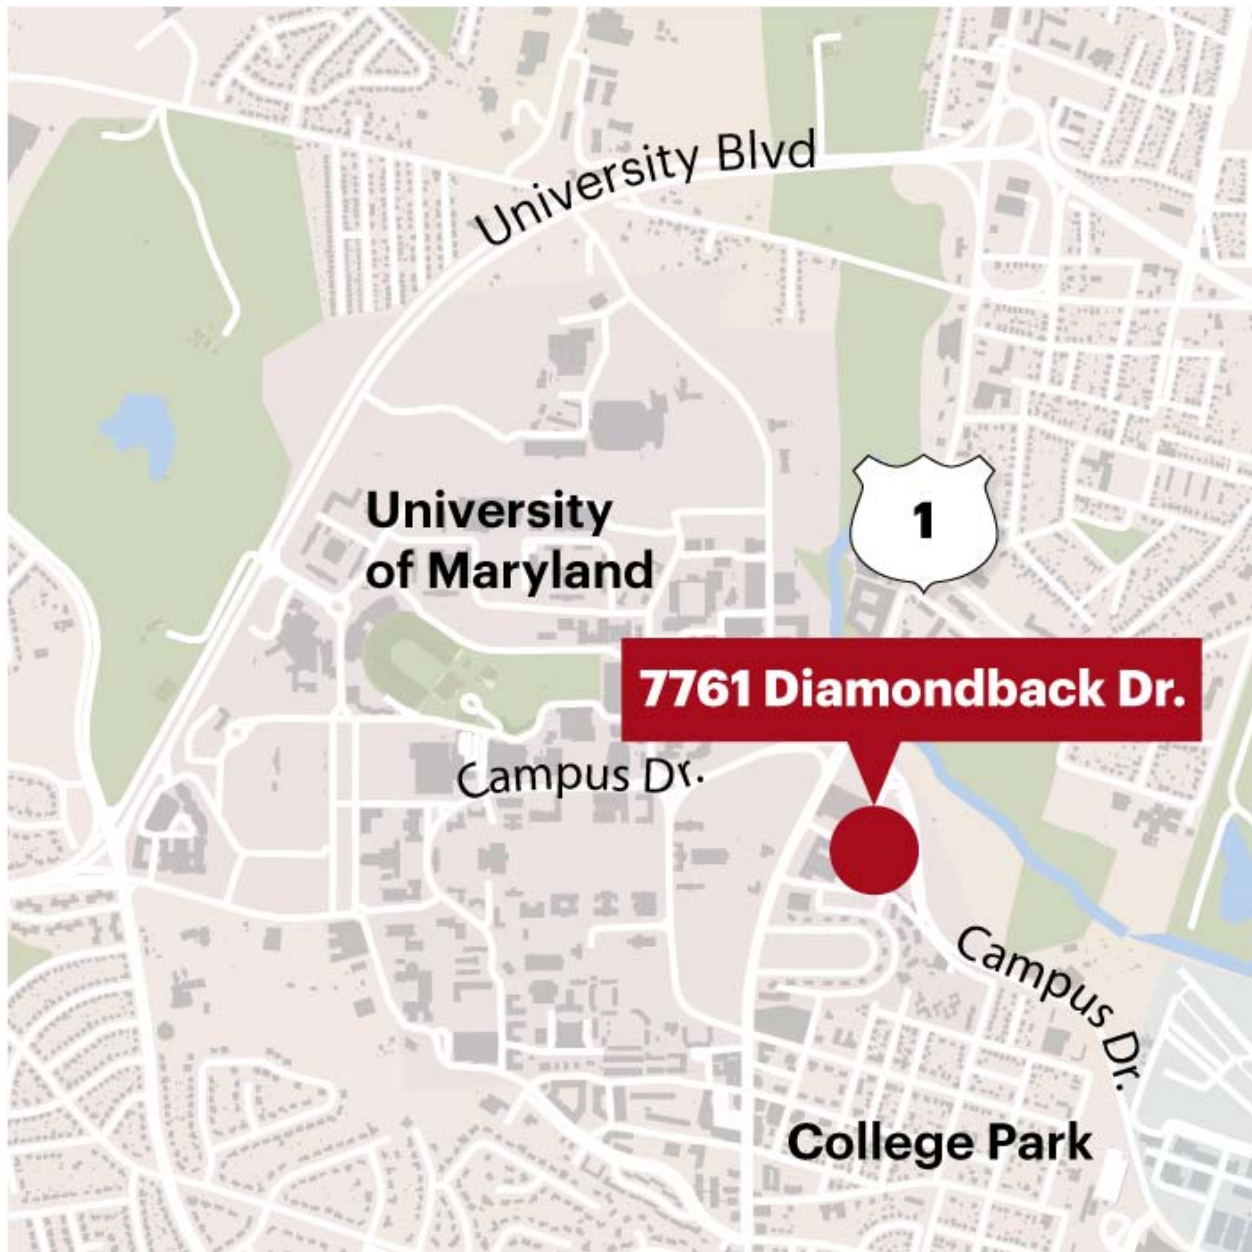 University Blvd
University
of Maryland
1
7761 Diamondback Dr.
Campus Dr.
Campus Dr.
College Park